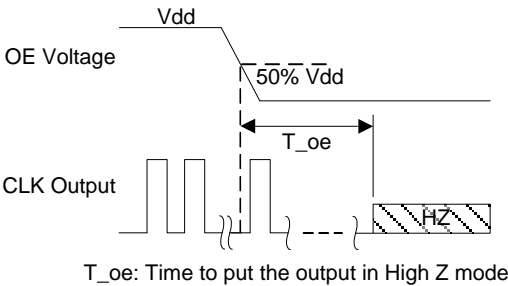 Vdd
OE Voltage
50% Vdd
T_oe
CLK Output
HZ
T_oe: Time to put the output in High Z mode